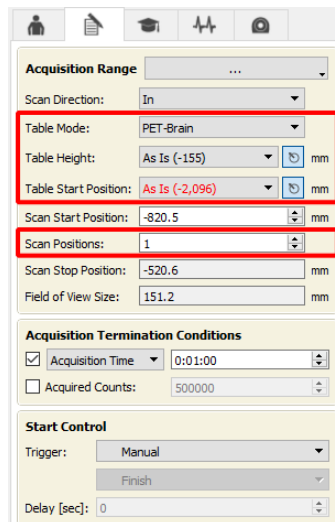 Acquisition Range ...
Scan Direction: In
Table Mode: PET-Brain
Table Height: As Is (-155) mm
Table Start Position: As Is (-2,096) mm
Scan Start Position: -820.5 mm
Scan Positions: 1
Scan Stop Position: -520.6 mm
Field of View Size: 151.2 mm
Acquisition Termination Conditions
Acquisition Time 0:01:00
Acquired Counts: 500000
Start Control
Trigger: Manual
Finish
Delay [sec]: 0